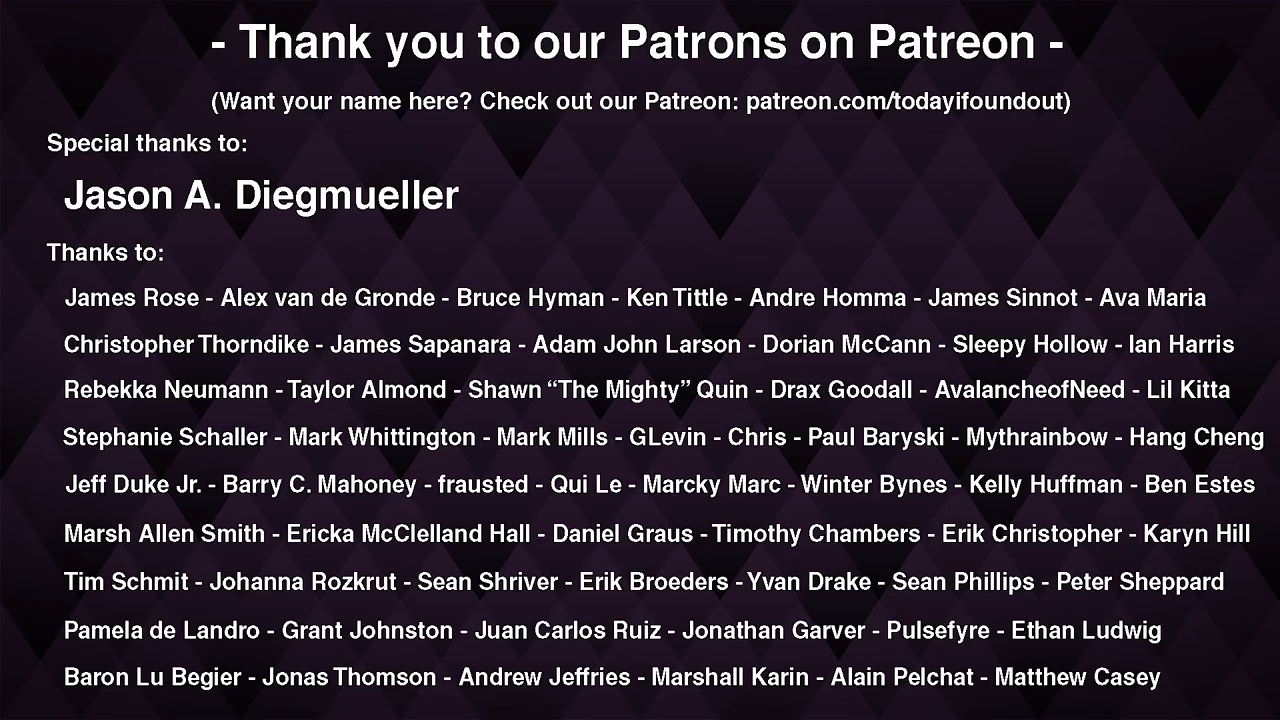 - Thank you to our Patrons on Patreon -
(Want your name here? Check out our Patreon: patreon.com/todayifoundout)
Special thanks to:
Jason A. Diegmueller
Thanks to:
James Rose - Alex van de Gronde - Bruce Hyman - Ken Tittle - Andre Homma - James Sinnot - Ava Maria
Christopher Thorndike - James Sapanara - Adam John Larson - Dorian McCann - Sleepy Hollow - Ian Harris
Rebekka Neumann - Taylor Almond - Shawn “The Mighty” Quin - Drax Goodall - AvalancheofNeed - Lil Kitta
Stephanie Schaller - Mark Whittington - Mark Mills - GLevin - Chris - Paul Baryski - Mythrainbow - Hang Cheng
Jeff Duke Jr. - Barry C. Mahoney - frausted - Qui Le - Marcky Marc - Winter Bynes - Kelly Huffman - Ben Estes
Marsh Allen Smith - Ericka McClelland Hall - Daniel Graus - Timothy Chambers - Erik Christopher - Karyn Hill
Tim Schmit - Johanna Rozkrut - Sean Shriver - Erik Broeders - Yvan Drake - Sean Phillips - Peter Sheppard
Pamela de Landro - Grant Johnston - Juan Carlos Ruiz - Jonathan Garver - Pulsefyre - Ethan Ludwig
Baron Lu Begier - Jonas Thomson - Andrew Jeffries - Marshall Karin - Alain Pelchat - Matthew Casey